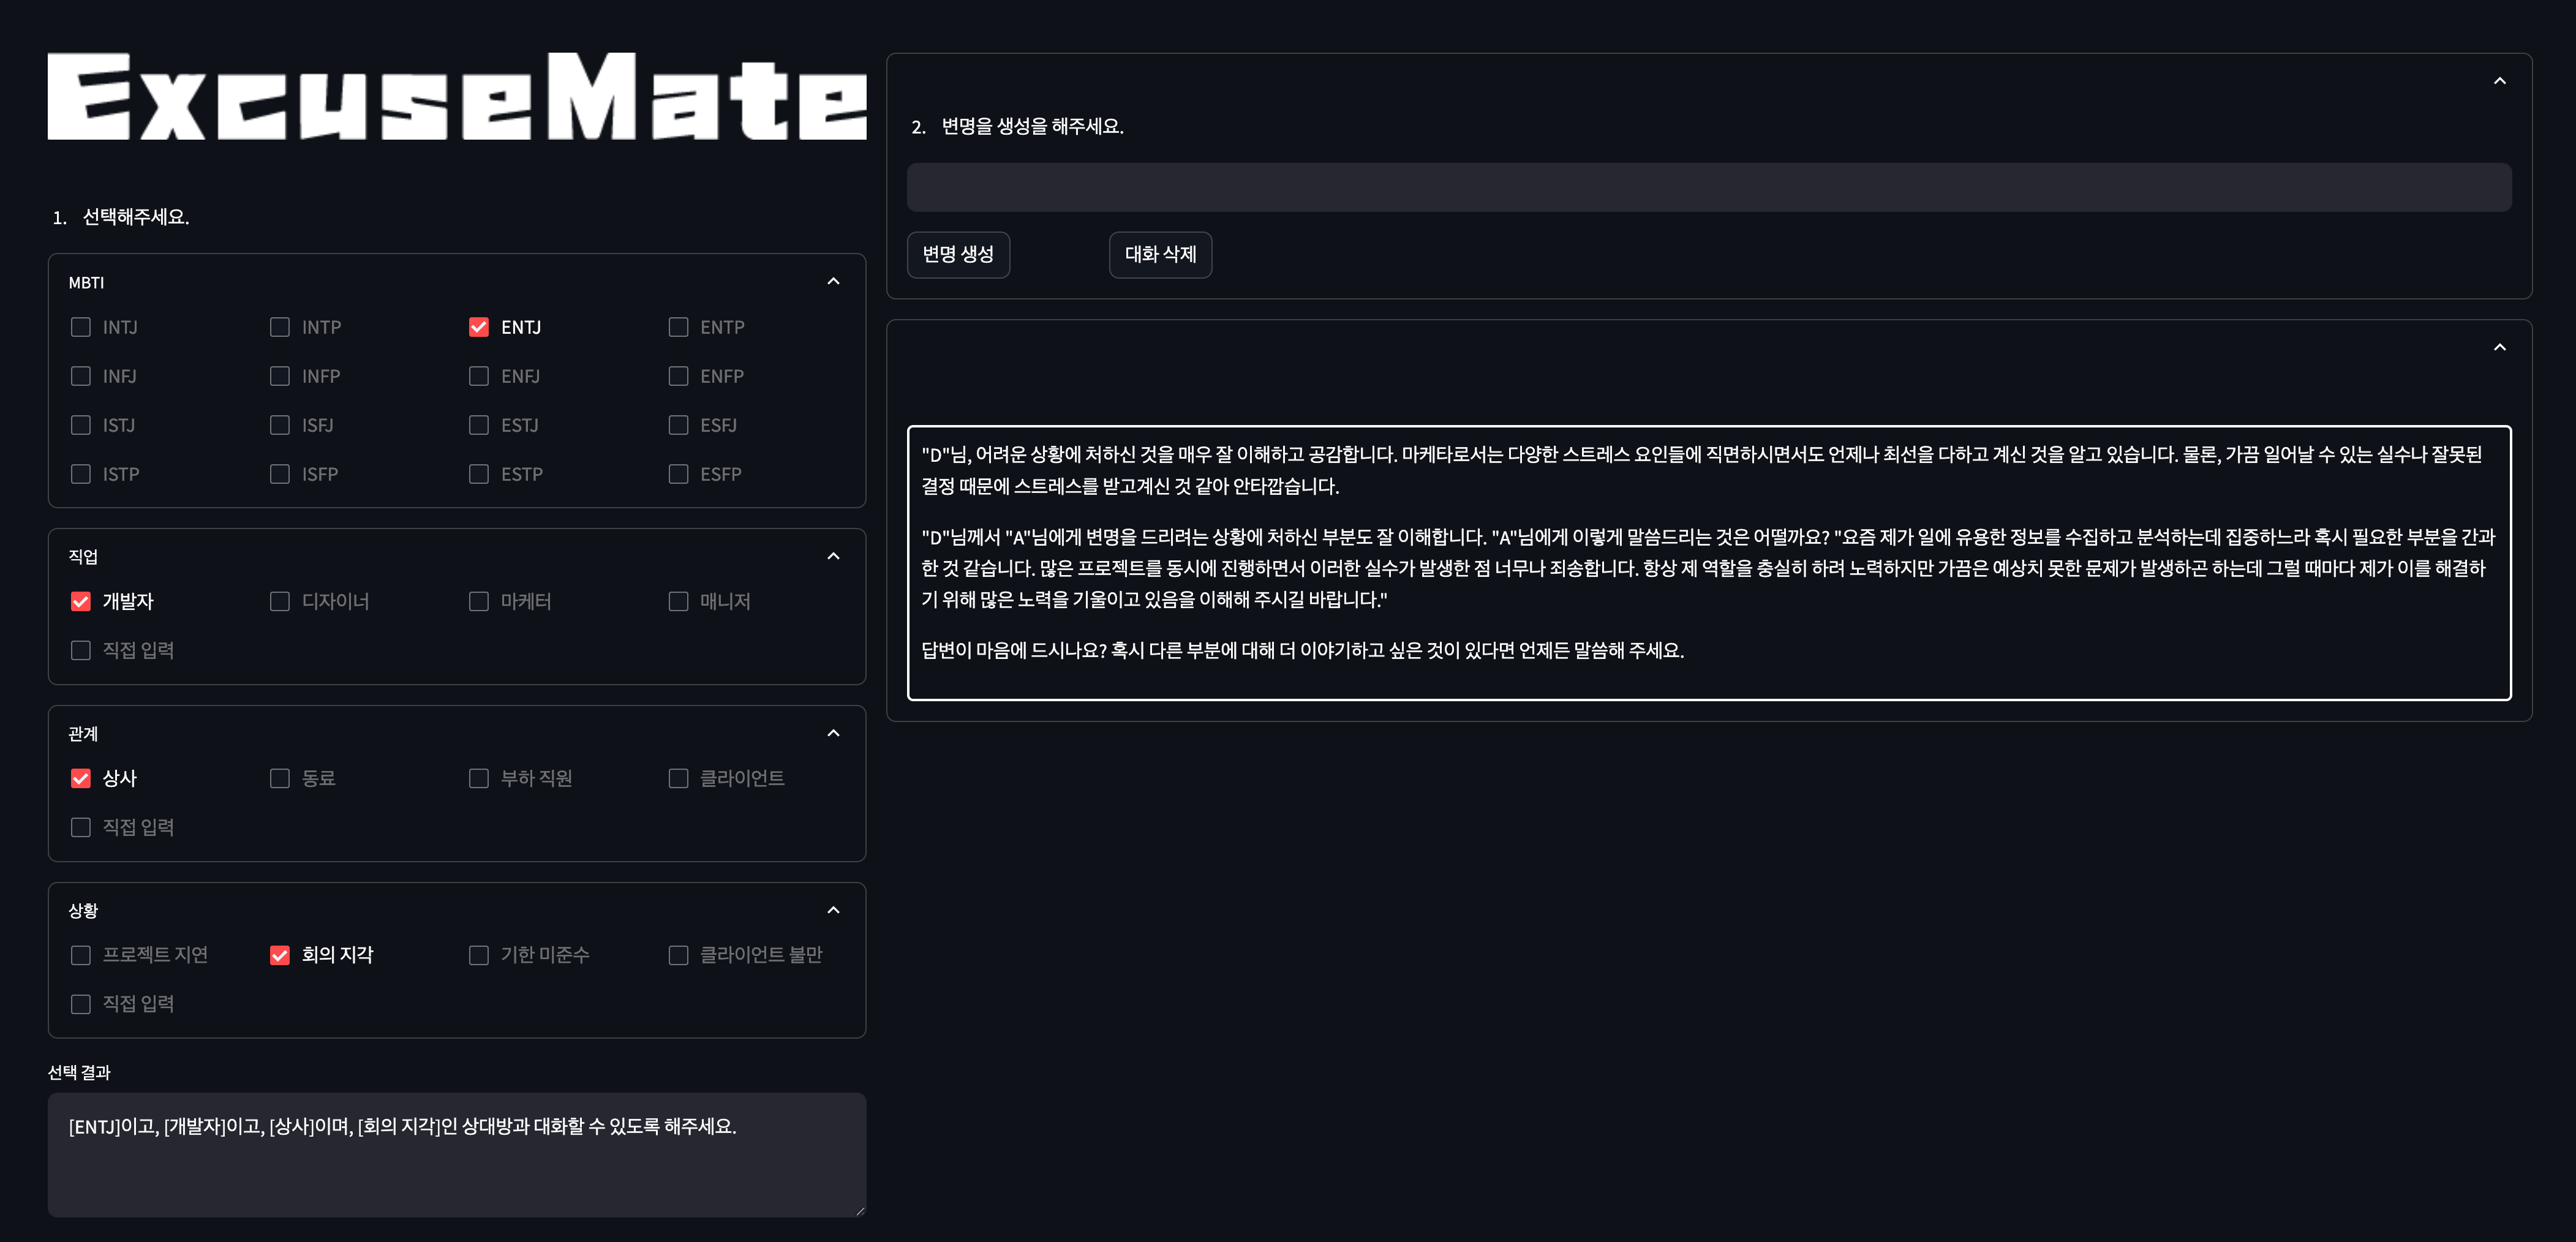 ExcuseMate
1. 선택해주세요.
MBTI
INTJ INTP ENTJ ENTP
INFJ INFP ENFJ ENFP
ISTJ ISFJ ESTJ ESFJ
ISTP ISFP ESTP ESFP
직업
개발자 디자이너 마케터 매니저
직접 입력
관계
상사 동료 부하 직원 클라이언트
직접 입력
상황
프로젝트 지연 회의 지각 기한 미준수 클라이언트 불만
직접 입력
선택 결과
[ENTJ]이고, [개발자]이고, [상사]이며, [회의 지각]인 상대방과 대화할 수 있도록 해주세요.
2. 변명을 생성을 해주세요.
변명 생성 대화 삭제
"D"님, 어려운 상황에 처하신 것을 매우 잘 이해하고 공감합니다. 마케타로서는 다양한 스트레스 요인들에 직면하시면서도 언제나 최선을 다하고 계신 것을 알고 있습니다. 물론, 가끔 일어날 수 있는 실수나 잘못된
결정 때문에 스트레스를 받고계신 것 같아 안타깝습니다.
"D"님께서 "A"님에게 변명을 드리려는 상황에 처하신 부분도 잘 이해합니다. "A"님에게 이렇게 말씀드리는 것은 어떨까요? "요즘 제가 일에 유용한 정보를 수집하고 분석하는데 집중하느라 혹시 필요한 부분을 간과
한 것 같습니다. 많은 프로젝트를 동시에 진행하면서 이러한 실수가 발생한 점 너무나 죄송합니다. 항상 제 역할을 충실히 하려 노력하지만 가끔은 예상치 못한 문제가 발생하곤 하는데 그럴 때마다 제가 이를 해결하
기 위해 많은 노력을 기울이고 있음을 이해해 주시길 바랍니다."
답변이 마음에 드시나요? 혹시 다른 부분에 대해 더 이야기하고 싶은 것이 있다면 언제든 말씀해 주세요.